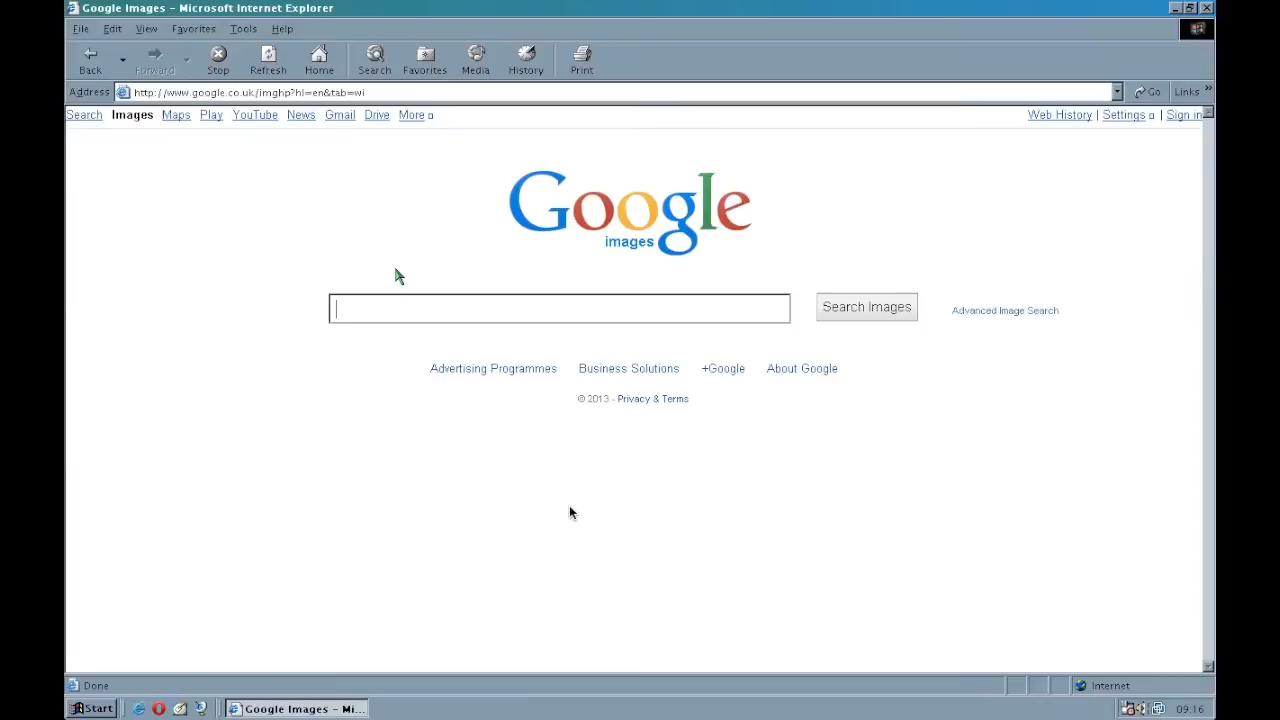 Google Images - Microsoft Internet Explorer
File Edit View Favorites Tools Help
Back Forward Stop Refresh Home Search Favorites Media History Print
Address http://www.google.co.uk/imghp?hl=en&tab=wi Go Links »
Search Images Maps Play YouTube News Gmail Drive More Web History | Settings | Sign in
Google
images
Search Images Advanced Image Search
Advertising Programmes Business Solutions +Google About Google
© 2013 - Privacy & Terms
Done Internet
Start Google Images - Mi... 09:16